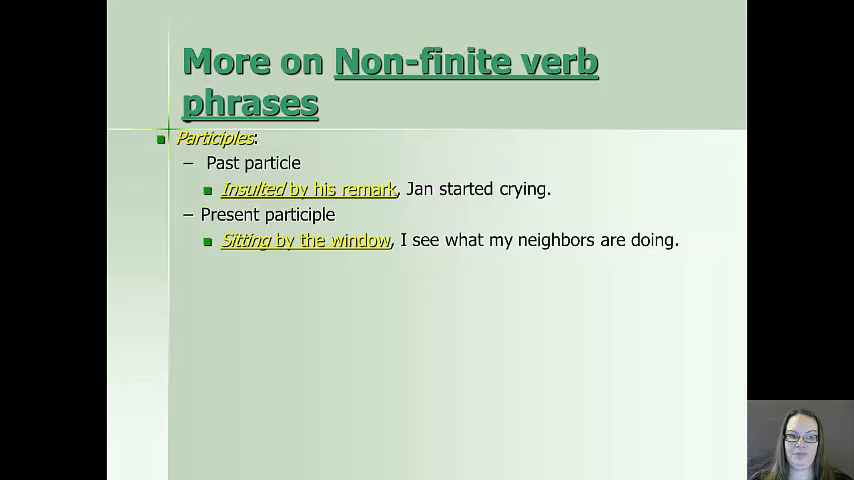 More on Non-finite verb
phrases
Participles:
– Past particle
Insulted by his remark, Jan started crying.
– Present participle
Sitting by the window, I see what my neighbors are doing.